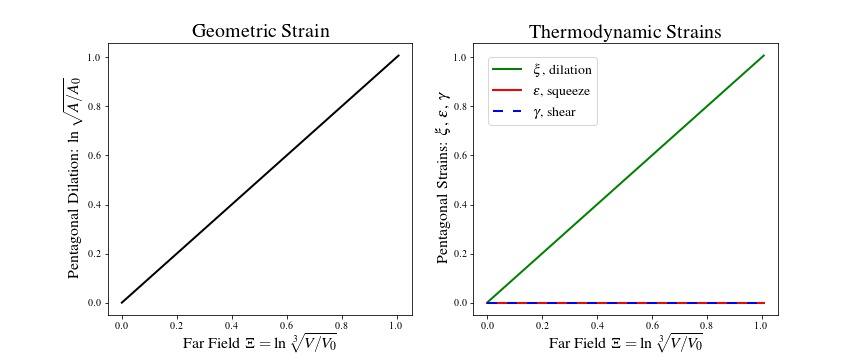 Geometric Strain
Pentagonal Dilation: ln √A/A₀
1.0
0.8
0.6
0.4
0.2
0.0
0.0 0.2 0.4 0.6 0.8 1.0
Far Field Ξ = ln ∛V/V₀
Thermodynamic Strains
Pentagonal Strains: ξ, ε, γ
1.0
0.8
0.6
0.4
0.2
0.0
ξ, dilation
ε, squeeze
γ, shear
0.0 0.2 0.4 0.6 0.8 1.0
Far Field Ξ = ln ∛V/V₀